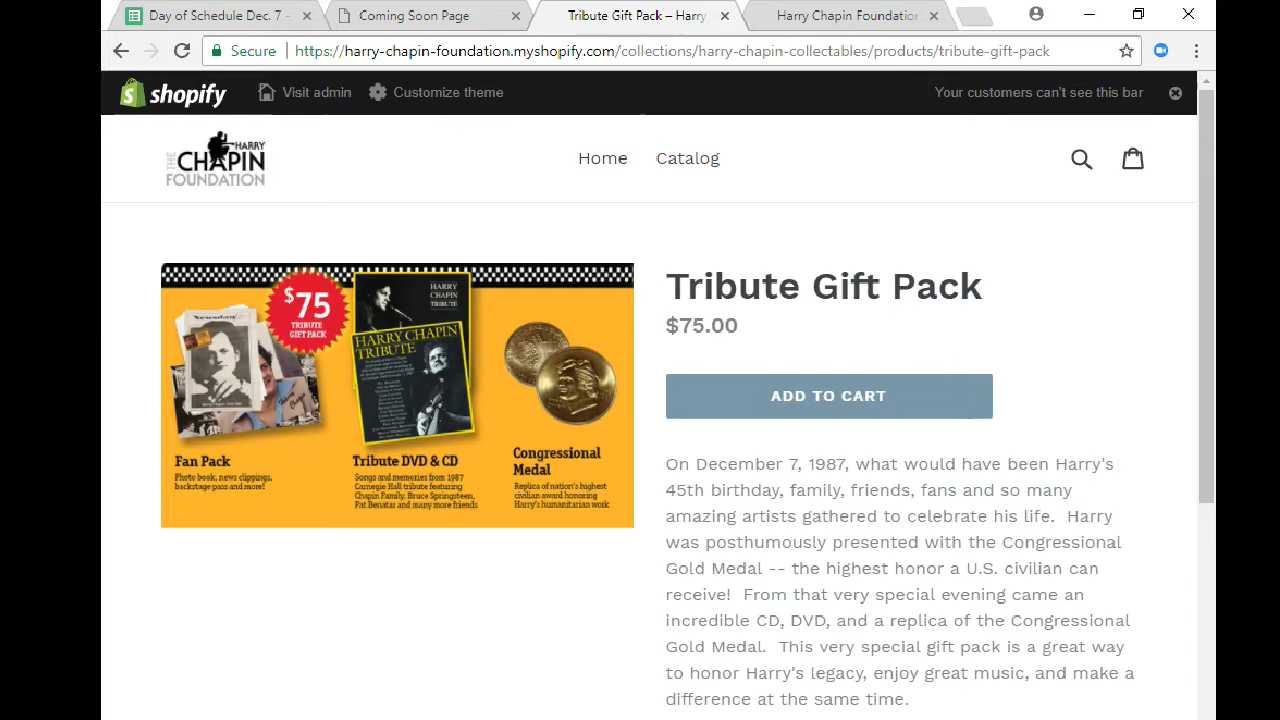 Day of Schedule Dec. 7 -
Coming Soon Page
Tribute Gift Pack – Harry
Harry Chapin Foundation
Secure
https://harry-chapin-foundation.myshopify.com/collections/harry-chapin-collectables/products/tribute-gift-pack
shopify
Visit admin
Customize theme
Your customers can't see this bar
THE HARRY
CHAPIN
FOUNDATION
Home
Catalog
$75
TRIBUTE
GIFT PACK
HARRY
CHAPIN
TRIBUTE
HARRY CHAPIN
TRIBUTE
Fan Pack
Photo book, news clippings,
backstage pass and more!
Tribute DVD & CD
Songs and memories from 1987
Carnegie Hall tribute featuring
Chapin Family, Bruce Springsteen,
Pat Benatar and many more friends
Congressional
Medal
Replica of nation's highest
civilian award honoring
Harry's humanitarian work
Tribute Gift Pack
$75.00
ADD TO CART
On December 7, 1987, what would have been Harry's
45th birthday, family, friends, fans and so many
amazing artists gathered to celebrate his life. Harry
was posthumously presented with the Congressional
Gold Medal -- the highest honor a U.S. civilian can
receive! From that very special evening came an
incredible CD, DVD, and a replica of the Congressional
Gold Medal. This very special gift pack is a great way
to honor Harry's legacy, enjoy great music, and make a
difference at the same time.